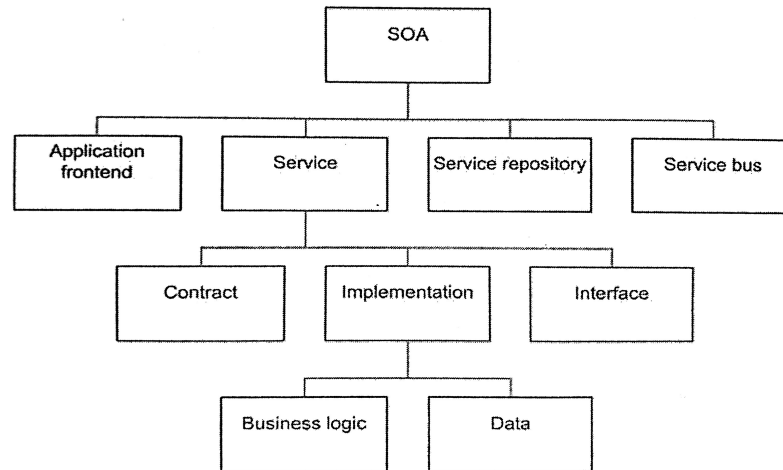 SOA
Application
frontend
Service
Service repository
Service bus
Contract
Implementation
Interface
Business logic
Data